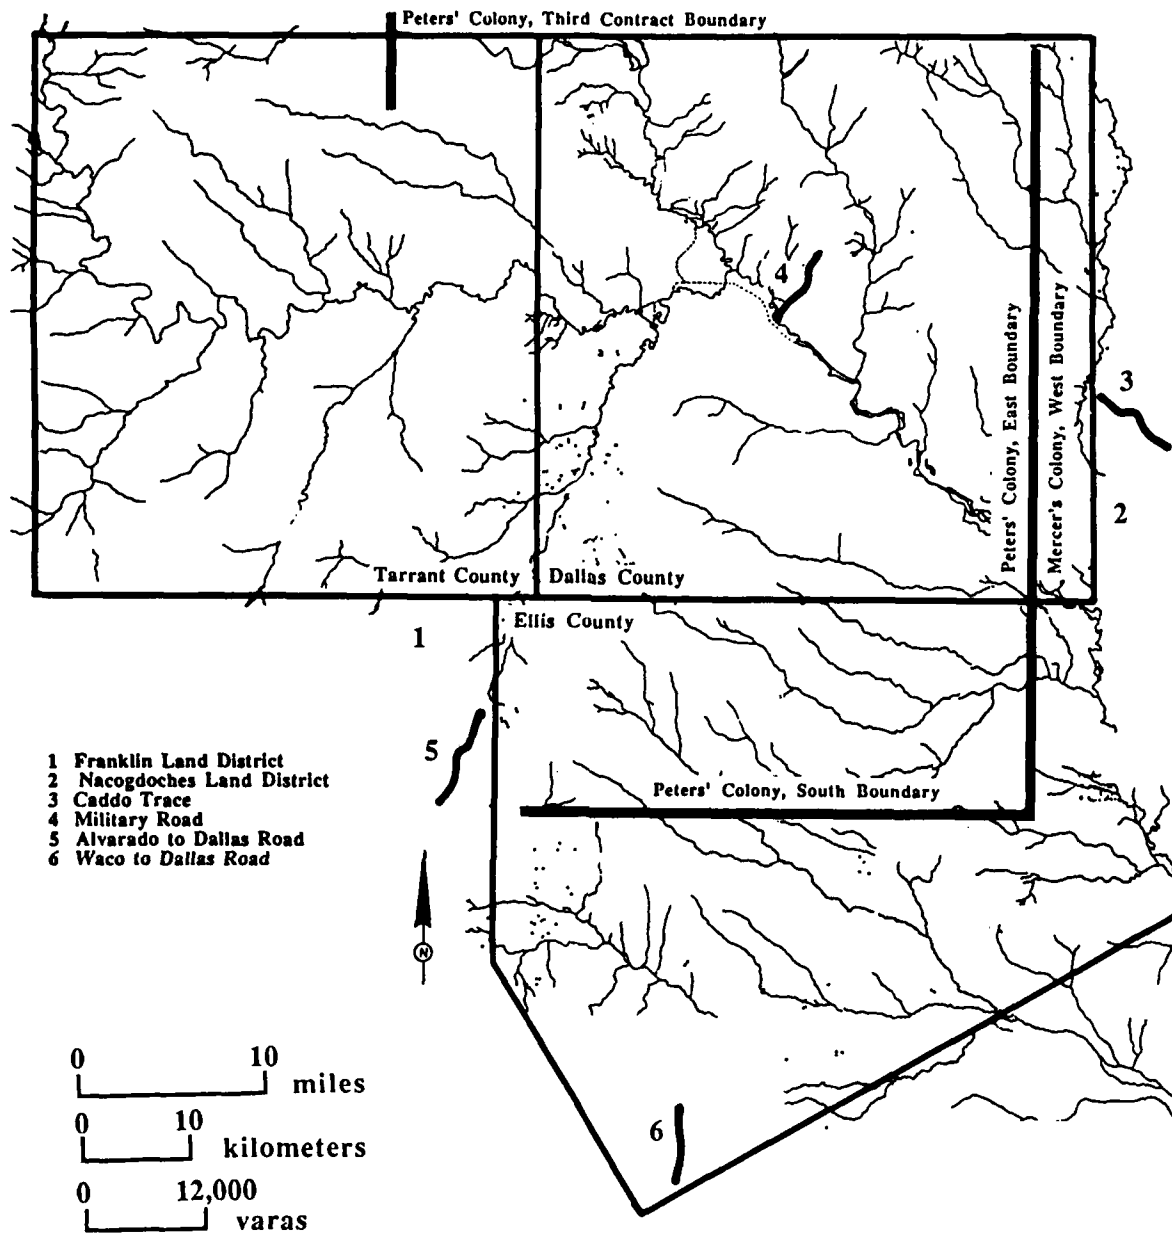 Peters' Colony, Third Contract Boundary
4
Peters' Colony, East Boundary
Mercer's Colony, West Boundary
3
2
Tarrant County
Dallas County
1
Ellis County
5
1 Franklin Land District
2 Nacogdoches Land District
3 Caddo Trace
4 Military Road
5 Alvarado to Dallas Road
6 Waco to Dallas Road
Peters' Colony, South Boundary
N
0 10
miles
0 10
kilometers
0 12,000
varas
6